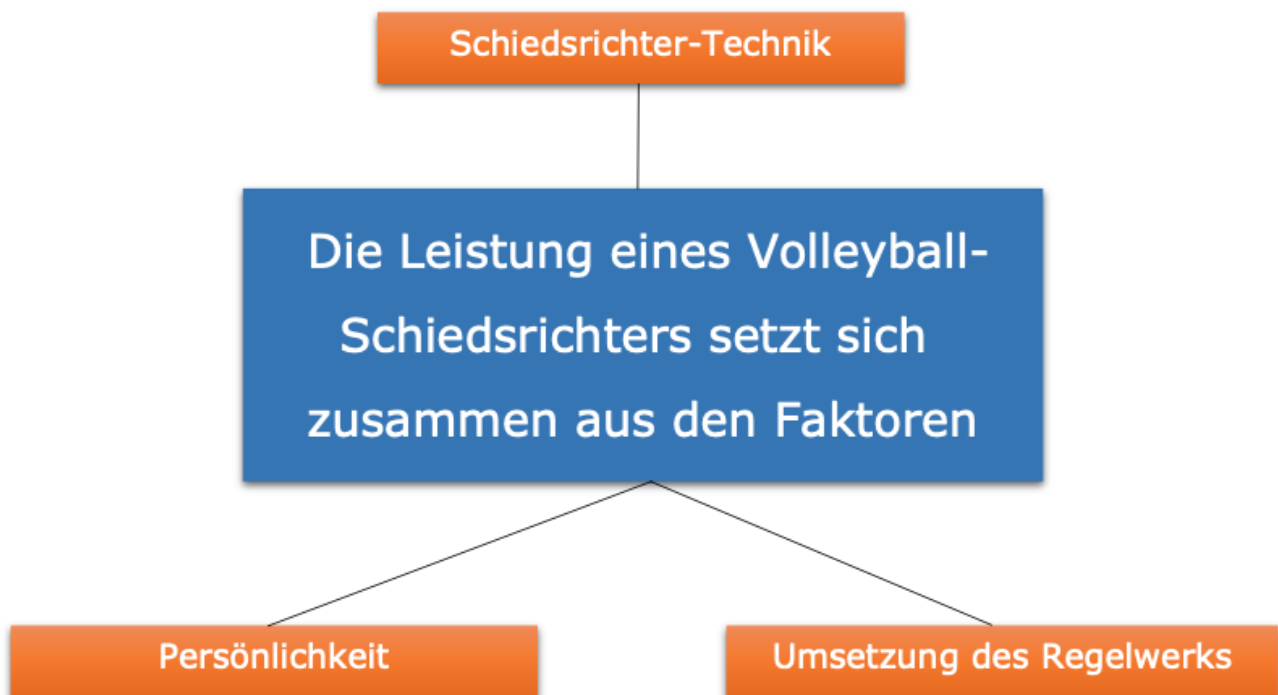 Schiedsrichter-Technik
Die Leistung eines Volleyball-
Schiedsrichters setzt sich
zusammen aus den Faktoren
Persönlichkeit
Umsetzung des Regelwerks